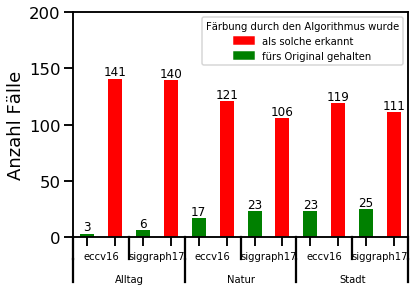 Färbung durch den Algorithmus wurde
als solche erkannt
fürs Original gehalten
Anzahl Fälle
200
150
100
50
0
3 141 6 140 17 121 23 106 23 119 25 111
eccv16 siggraph17 eccv16 siggraph17 eccv16 siggraph17
Alltag Natur Stadt